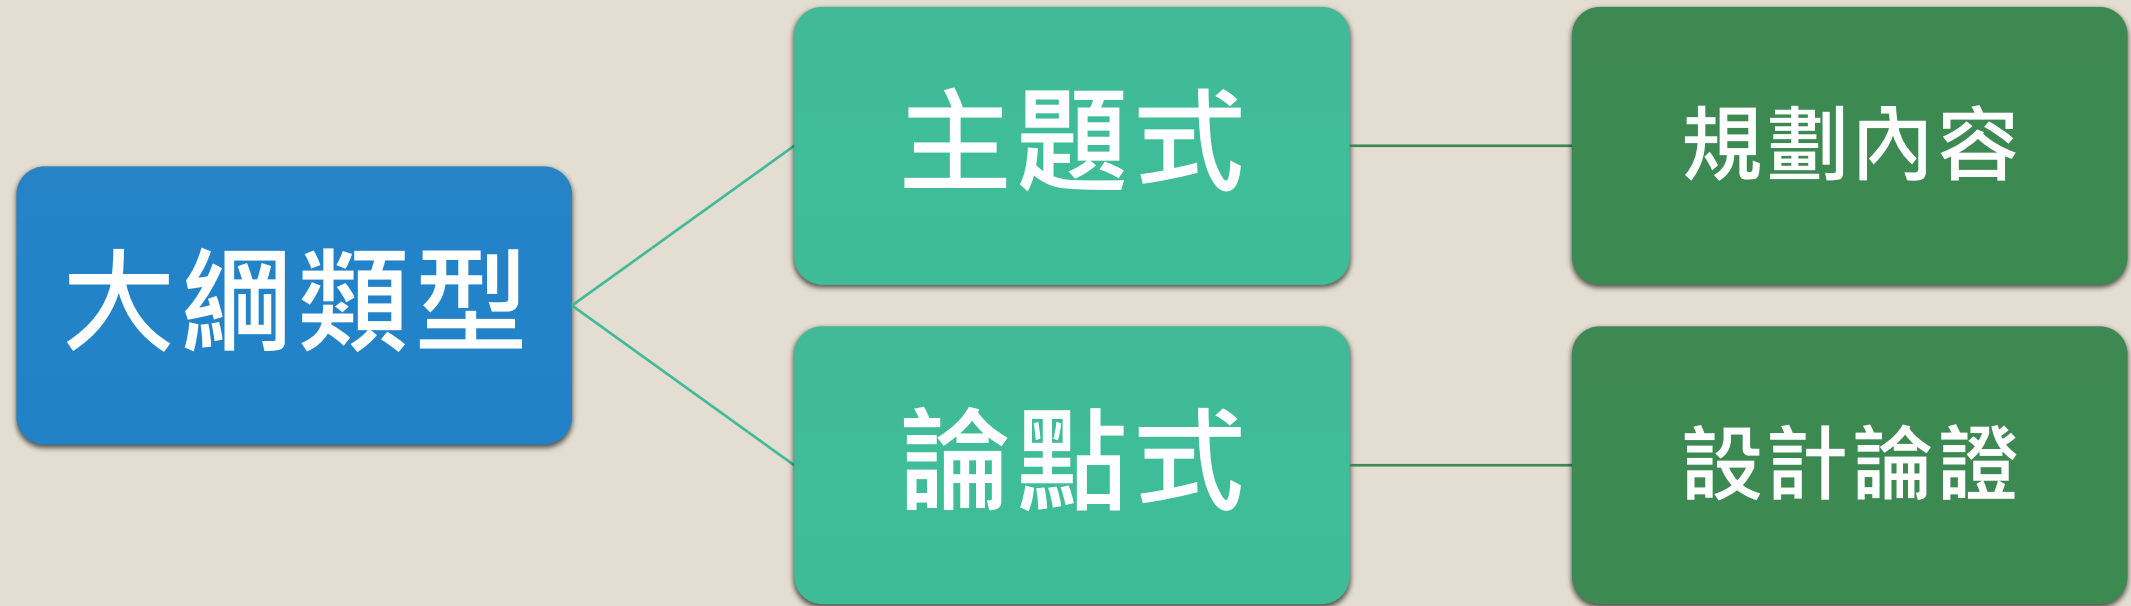 大綱類型
主題式
規劃內容
論點式
設計論證